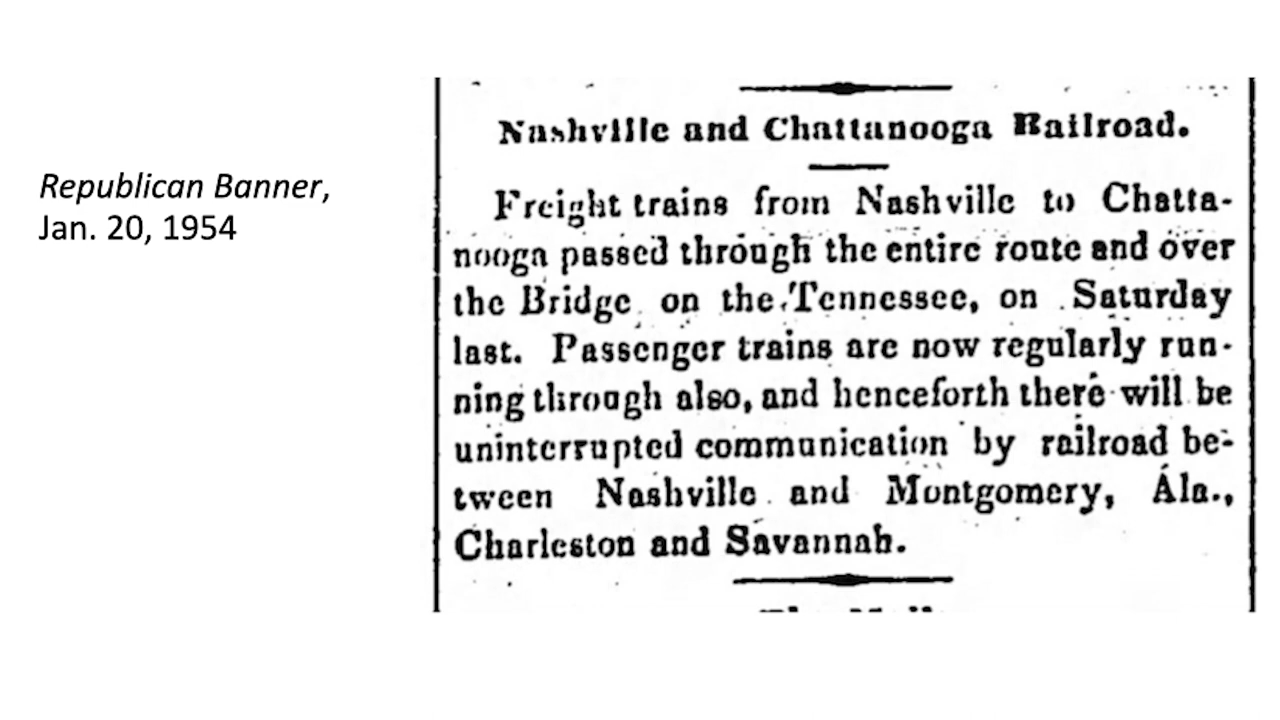 Republican Banner,
Jan. 20, 1954
Nashville and Chattanooga Railroad.
Freight trains from Nashville to Chatta-
nooga passed through the entire route and over
the Bridge on the Tennessee, on Saturday
last. Passenger trains are now regularly run-
ning through also, and henceforth there will be
uninterrupted communication by railroad be-
tween Nashville and Montgomery, Ala.,
Charleston and Savannah.